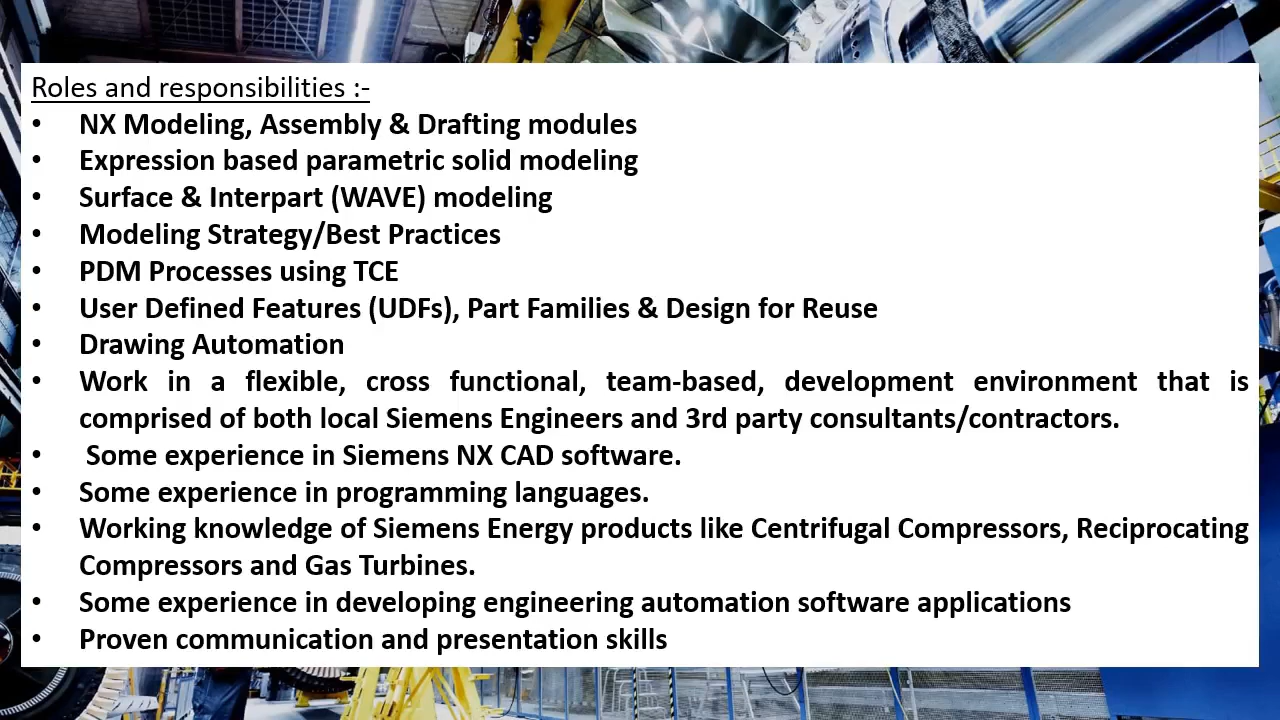 Roles and responsibilities :-
• NX Modeling, Assembly & Drafting modules
• Expression based parametric solid modeling
• Surface & Interpart (WAVE) modeling
• Modeling Strategy/Best Practices
• PDM Processes using TCE
• User Defined Features (UDFs), Part Families & Design for Reuse
• Drawing Automation
• Work in a flexible, cross functional, team-based, development environment that is
comprised of both local Siemens Engineers and 3rd party consultants/contractors.
• Some experience in Siemens NX CAD software.
• Some experience in programming languages.
• Working knowledge of Siemens Energy products like Centrifugal Compressors, Reciprocating
Compressors and Gas Turbines.
• Some experience in developing engineering automation software applications
• Proven communication and presentation skills